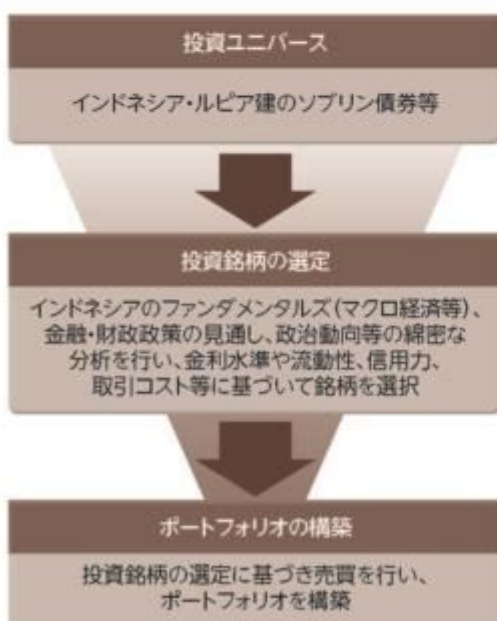 投資ユニバース
インドネシア・ルピア建のソブリン債券等
投資銘柄の選定
インドネシアのファンダメンタルズ(マクロ経済等)、
金融・財政政策の見通し、政治動向等の綿密な
分析を行い、金利水準や流動性、信用力、
取引コスト等に基づいて銘柄を選択
ポートフォリオの構築
投資銘柄の選定に基づき売買を行い、
ポートフォリオを構築